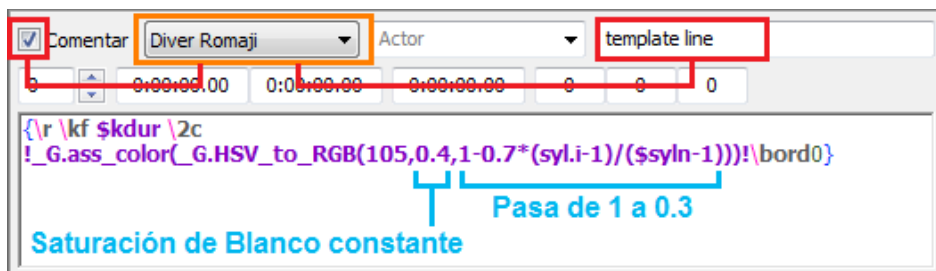 Comentar Diver Romaji Actor template line
0 0:00:00.00 0:00:00.00 0:00:00.00 0 0 0
{\r \kf $kdur \2c
!_G.ass_color(_G.HSV_to_RGB(105,0.4,1-0.7*(syl.i-1)/($syln-1)))!\bord0}
Pasa de 1 a 0.3
Saturación de Blanco constante